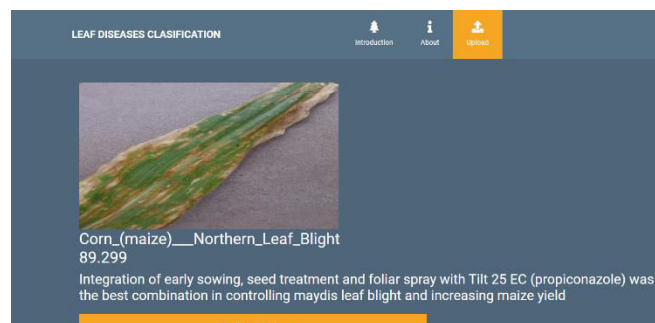 LEAF DISEASES CLASIFICATION
Introduction
About
Upload
Corn_(maize)___Northern_Leaf_Blight
89.299
Integration of early sowing, seed treatment and foliar spray with Tilt 25 EC (propiconazole) was
the best combination in controlling maydis leaf blight and increasing maize yield